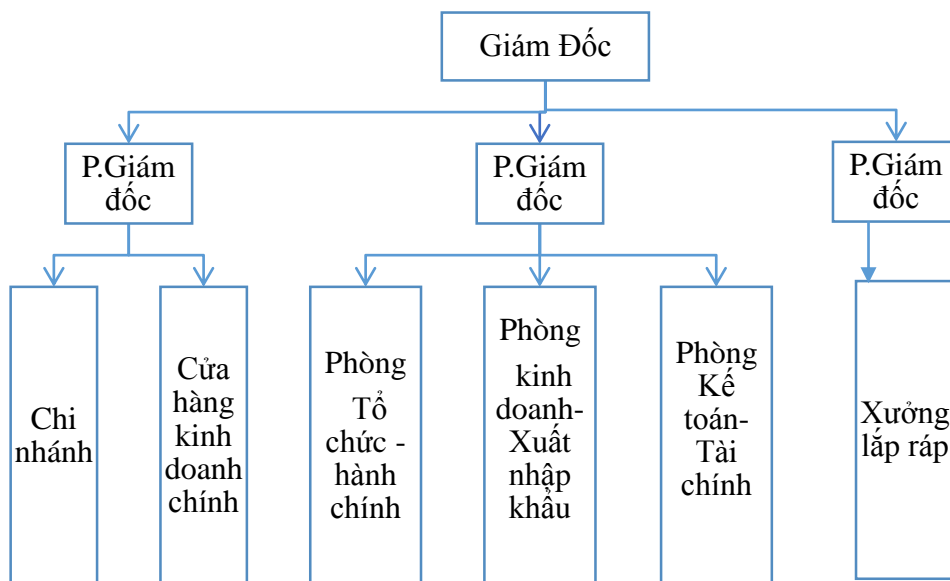 Giám Đốc
P.Giám
đốc
P.Giám
đốc
P.Giám
đốc
Chi
nhánh
Cửa
hàng
kinh
doanh
chính
Phòng
Tổ
chức -
hành
chính
Phòng
kinh
doanh-
Xuất
nhập
khẩu
Phòng
Kế
toán-
Tài
chính
Xưởng
lắp ráp